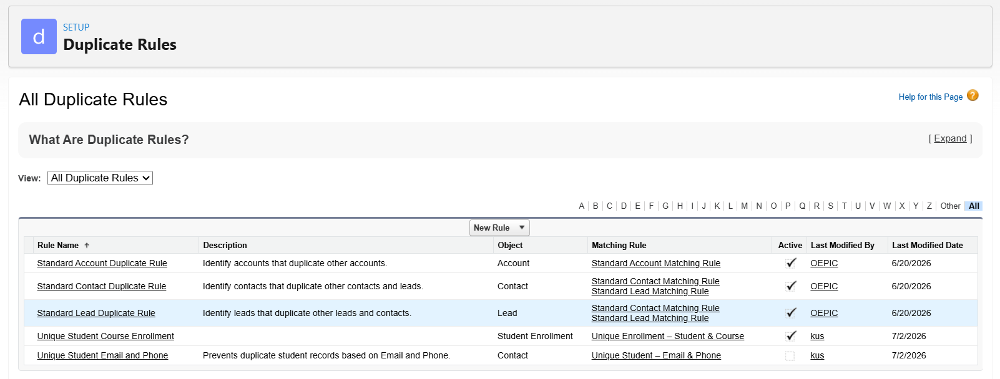 d
SETUP
Duplicate Rules
All Duplicate Rules
Help for this Page ?
What Are Duplicate Rules?
[ Expand ]
View: All Duplicate Rules
A | B | C | D | E | F | G | H | I | J | K | L | M | N | O | P | Q | R | S | T | U | V | W | X | Y | Z | Other | All
New Rule
Rule Name ↑ Description Object Matching Rule Active Last Modified By Last Modified Date
Standard Account Duplicate Rule Identify accounts that duplicate other accounts. Account Standard Account Matching Rule OEPIC 6/20/2026
Standard Contact Duplicate Rule Identify contacts that duplicate other contacts and leads. Contact Standard Contact Matching Rule OEPIC 6/20/2026
Standard Lead Matching Rule
Standard Lead Duplicate Rule Identify leads that duplicate other leads and contacts. Lead Standard Contact Matching Rule OEPIC 6/20/2026
Standard Lead Matching Rule
Unique Student Course Enrollment Student Enrollment Unique Enrollment – Student & Course kus 7/2/2026
Unique Student Email and Phone Prevents duplicate student records based on Email and Phone. Contact Unique Student – Email & Phone kus 7/2/2026